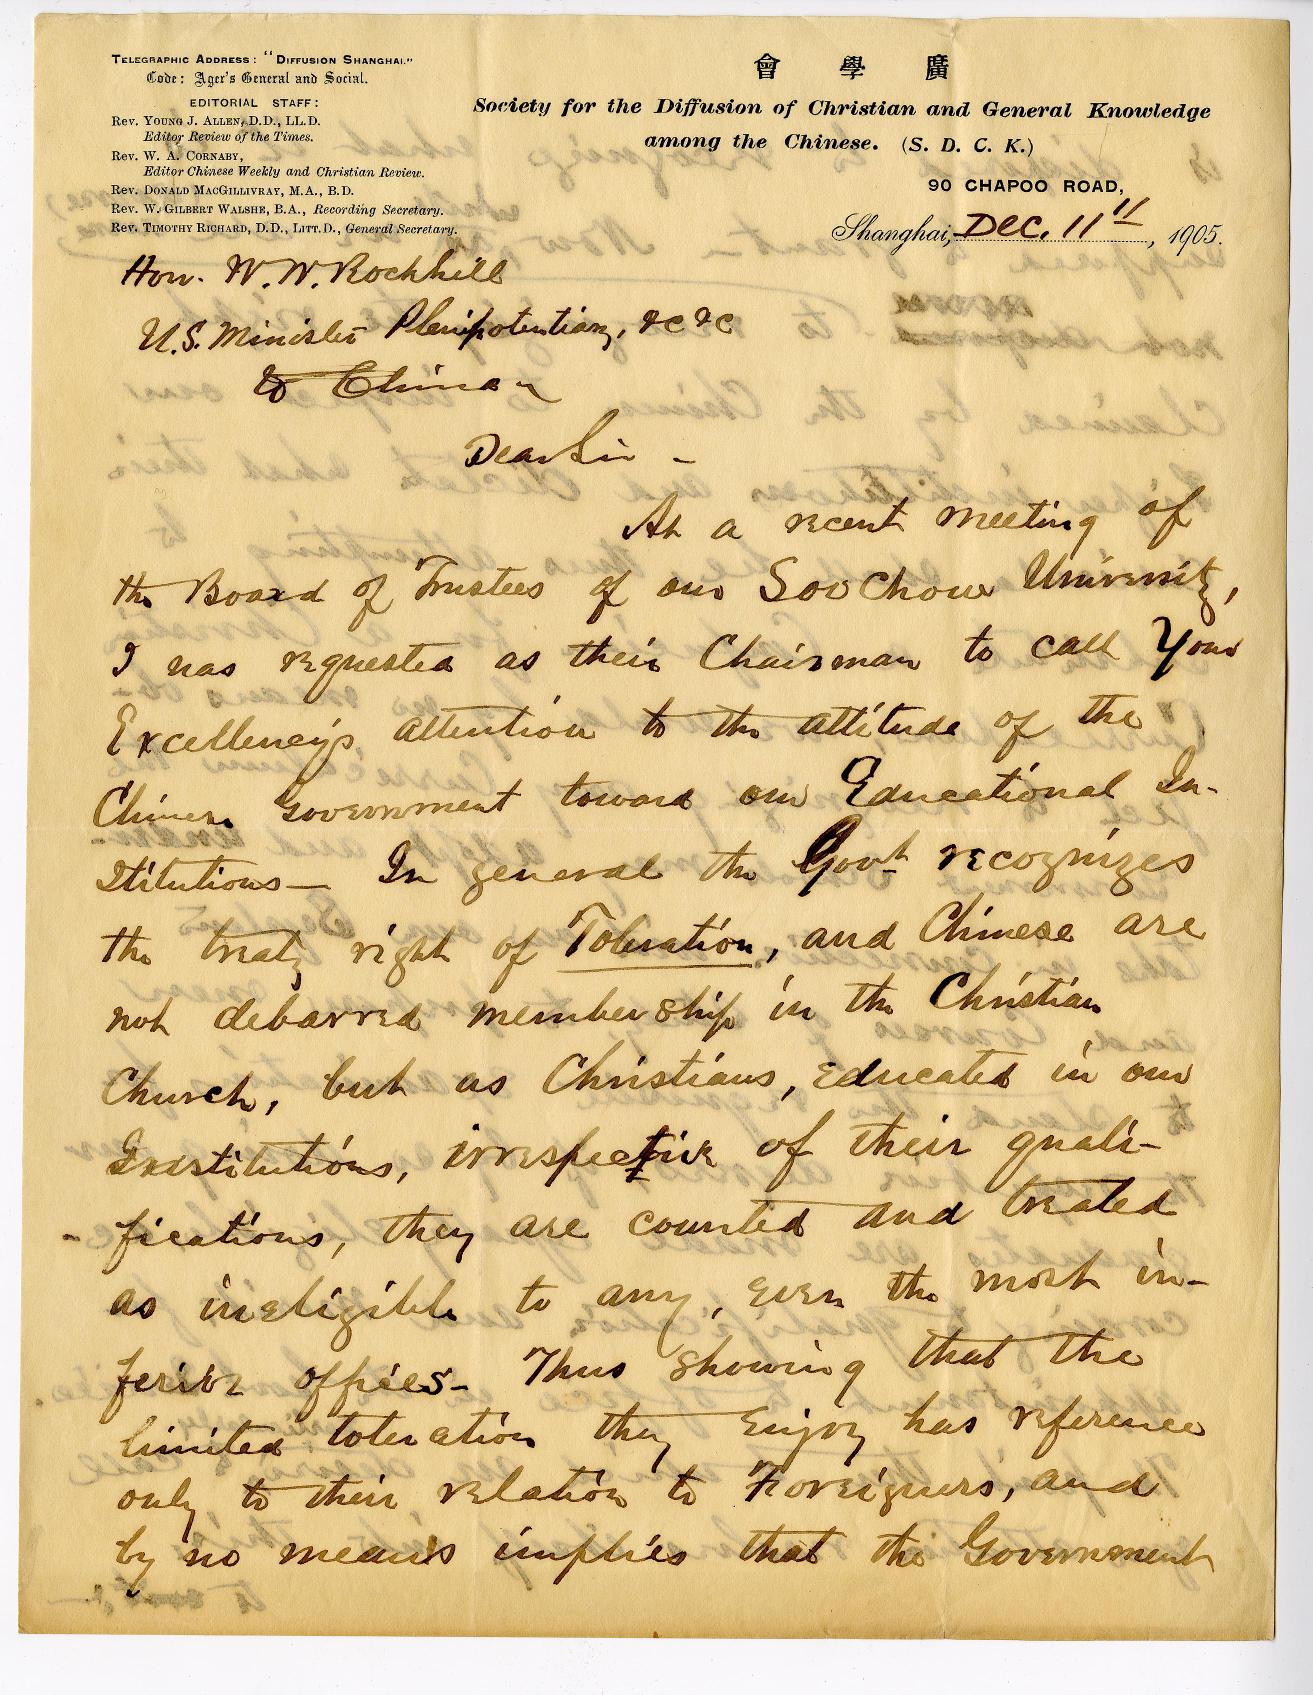 TELEGRAPHIC ADDRESS: "DIFFUSION SHANGHAI."
Code: Ager's General and Social.
EDITORIAL STAFF:
REV. YOUNG J. ALLEN, D.D., LL.D.
Editor Review of the Times.
REV. W. A. CORNABY,
Editor Chinese Weekly and Christian Review.
REV. DONALD MACGILLIVRAY, M.A., B.D.
REV. W. GILBERT WALSHE, B.A., Recording Secretary.
REV. TIMOTHY RICHARD, D.D., LITT.D., General Secretary.
會 學 廣
Society for the Diffusion of Christian and General Knowledge
among the Chinese. (S. D. C. K.)
90 CHAPOO ROAD,
Shanghai, Dec. 11", 1905.
Hon. W. W. Rockhill
U.S. Minister Plenipotentiary, &c &c
to China
Dear Sir -
At a recent meeting of
the Board of Trustees of our Soochow University,
I was requested as their Chairman to call Your
Excellency's attention to the attitude of the
Chinese Government toward our Educational In-
stitutions — In general the Govt recognizes
the treaty right of Toleration, and Chinese are
not debarred membership in the Christian
Church, but as Christians, educated in our
Institutions, irrespective of their quali-
fications, they are counted and treated
as ineligible to any, even the most in-
ferior offices - Thus showing that the
limited toleration they enjoy has reference
only to their relation to Foreigners, and
by no means implies that the Government